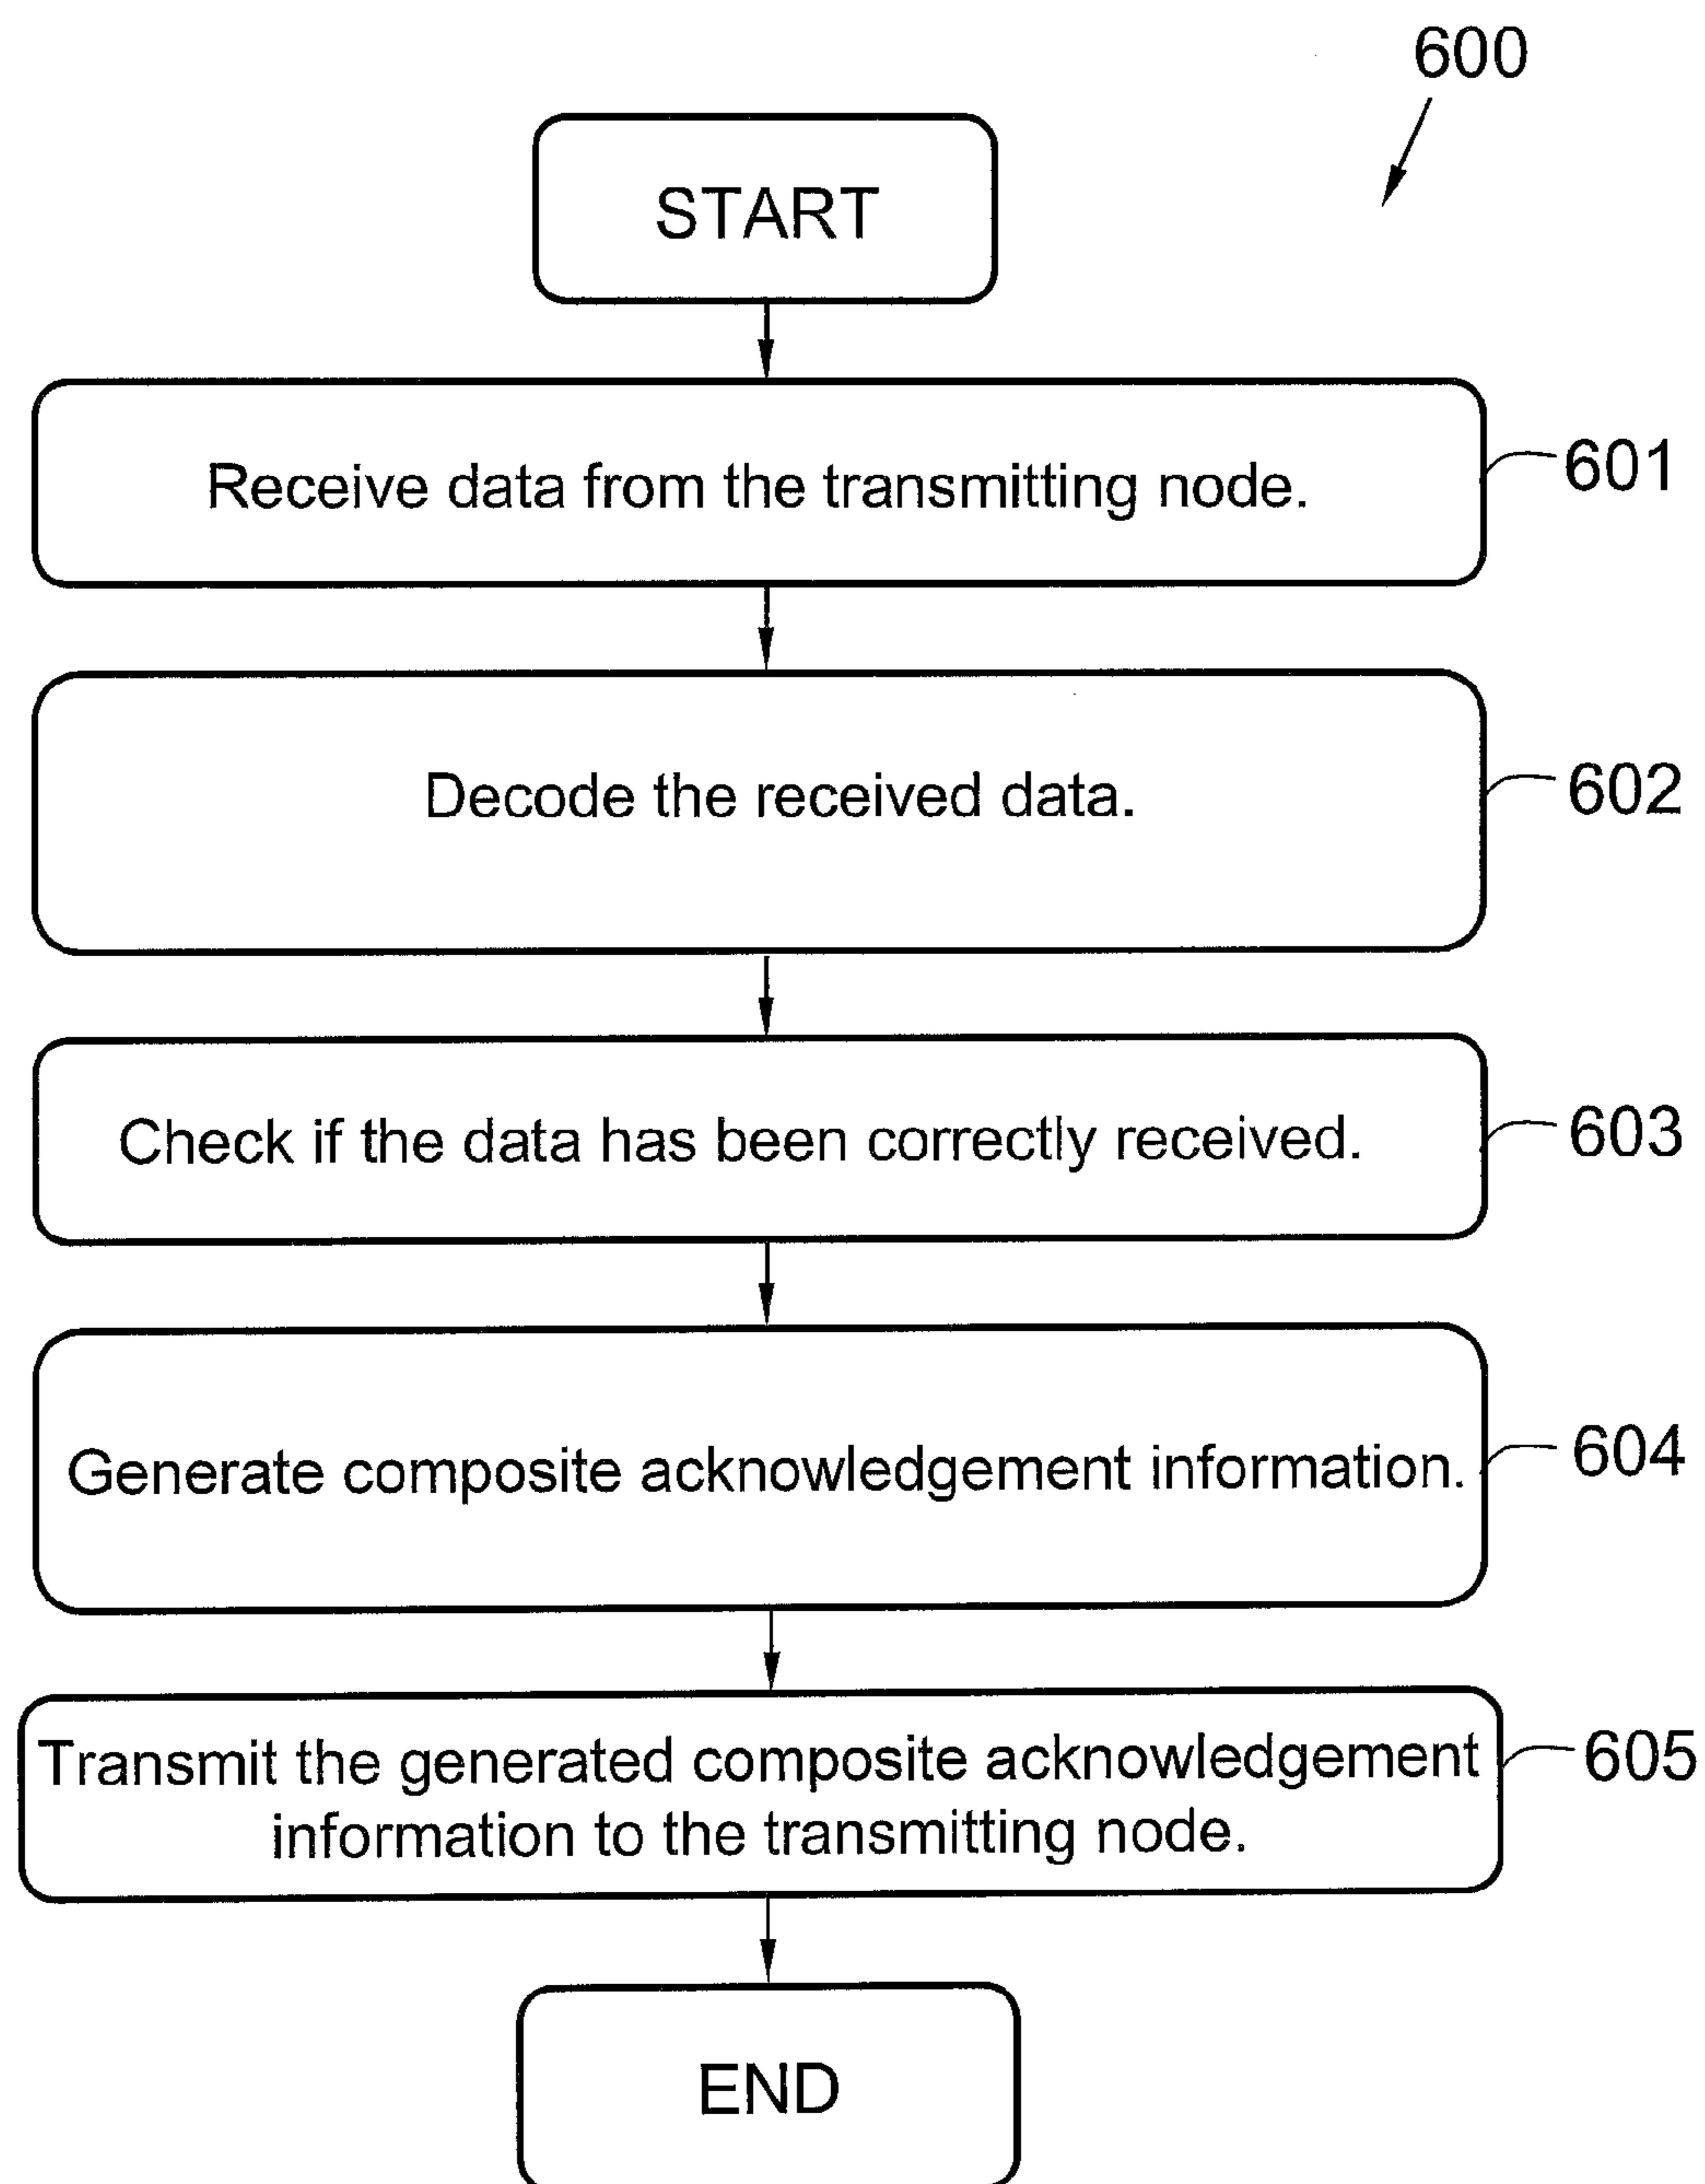 600
START
Receive data from the transmitting node.
601
Decode the received data.
602
Check if the data has been correctly received.
603
Generate composite acknowledgement information.
604
Transmit the generated composite acknowledgement
information to the transmitting node.
605
END